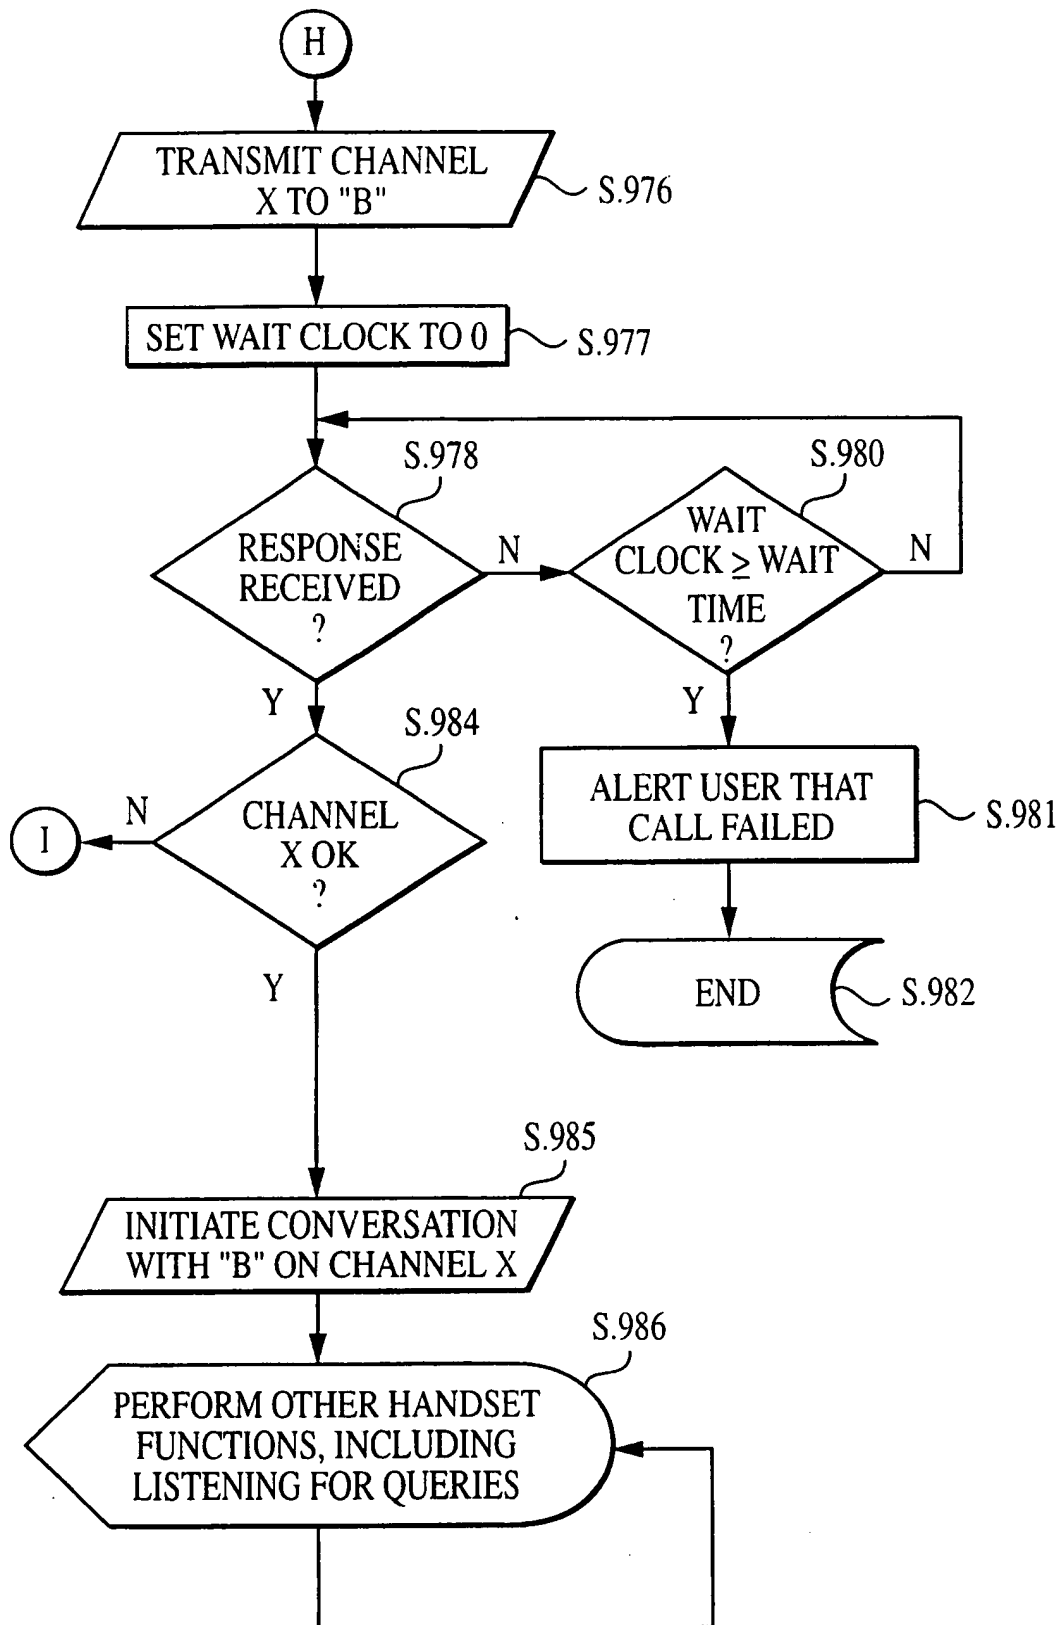 H
TRANSMIT CHANNEL
X TO "B"
S.976
SET WAIT CLOCK TO 0
S.977
S.978
RESPONSE
RECEIVED
?
N
Y
S.980
WAIT
CLOCK ≥ WAIT
TIME
?
N
Y
S.984
CHANNEL
X OK
?
N
I
Y
ALERT USER THAT
CALL FAILED
S.981
END
S.982
S.985
INITIATE CONVERSATION
WITH "B" ON CHANNEL X
S.986
PERFORM OTHER HANDSET
FUNCTIONS, INCLUDING
LISTENING FOR QUERIES